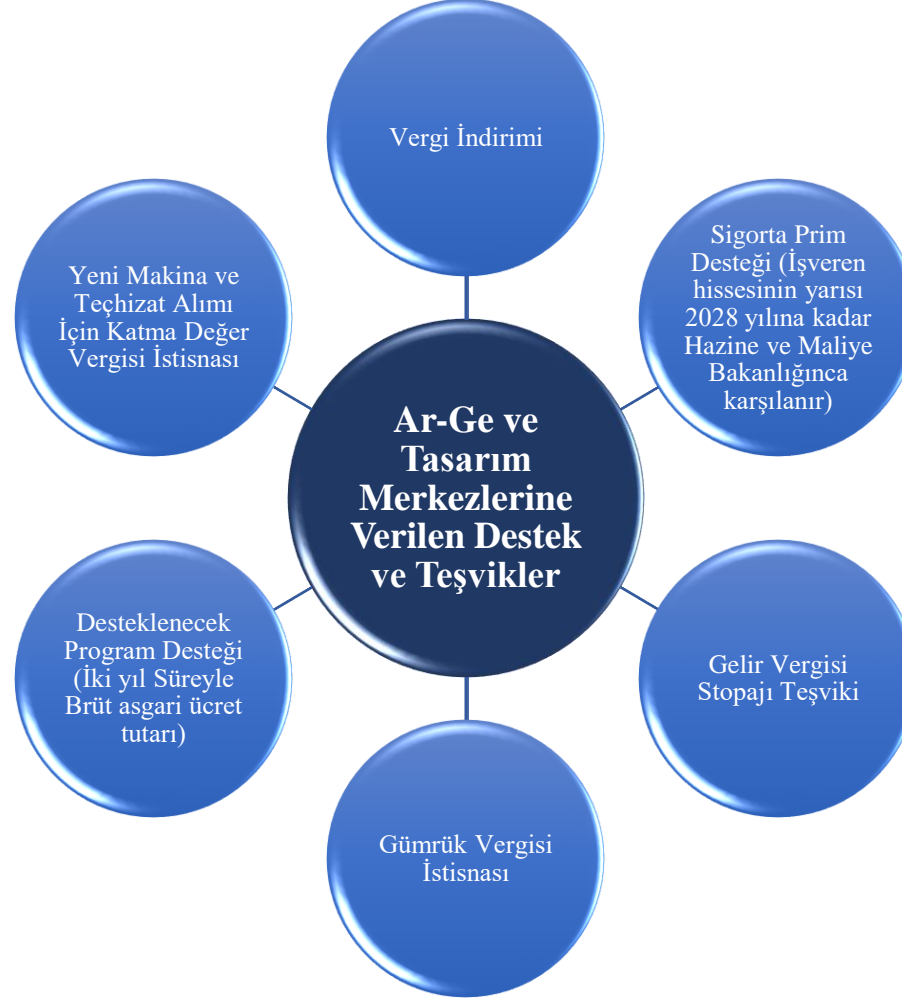 Vergi İndirimi
Sigorta Prim
Desteği (İşveren
hissesinin yarısı
2028 yılına kadar
Hazine ve Maliye
Bakanlığınca
karşılanır)
Gelir Vergisi
Stopajı Teşviki
Gümrük Vergisi
İstisnası
Desteklenecek
Program Desteği
(İki yıl Süreyle
Brüt asgari ücret
tutarı)
Yeni Makina ve
Teçhizat Alımı
İçin Katma Değer
Vergisi İstisnası
Ar-Ge ve
Tasarım
Merkezlerine
Verilen Destek
ve Teşvikler